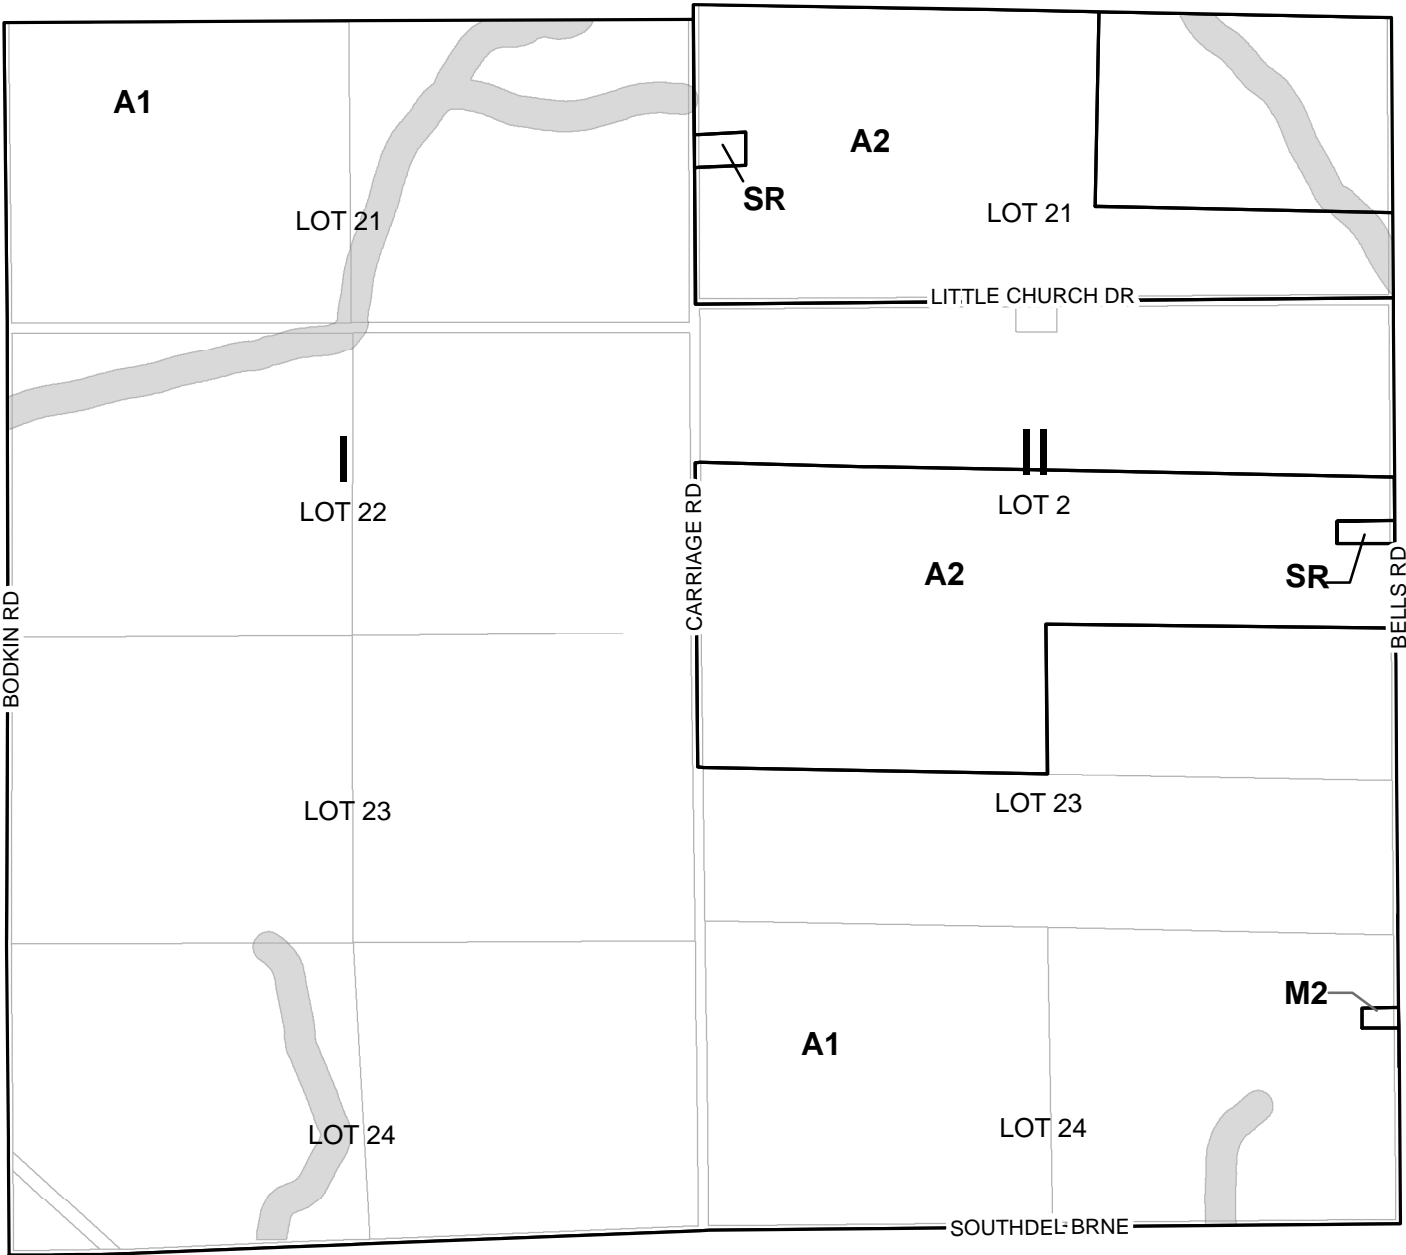 A1
A2
SR
LOT 21
LOT 21
LITTLE CHURCH DR
I
II
LOT 22
LOT 2
CARRIAGE RD
A2
SR
BELLS RD
BODKIN RD
LOT 23
LOT 23
M2
A1
LOT 24
LOT 24
SOUTHDEL BRNE